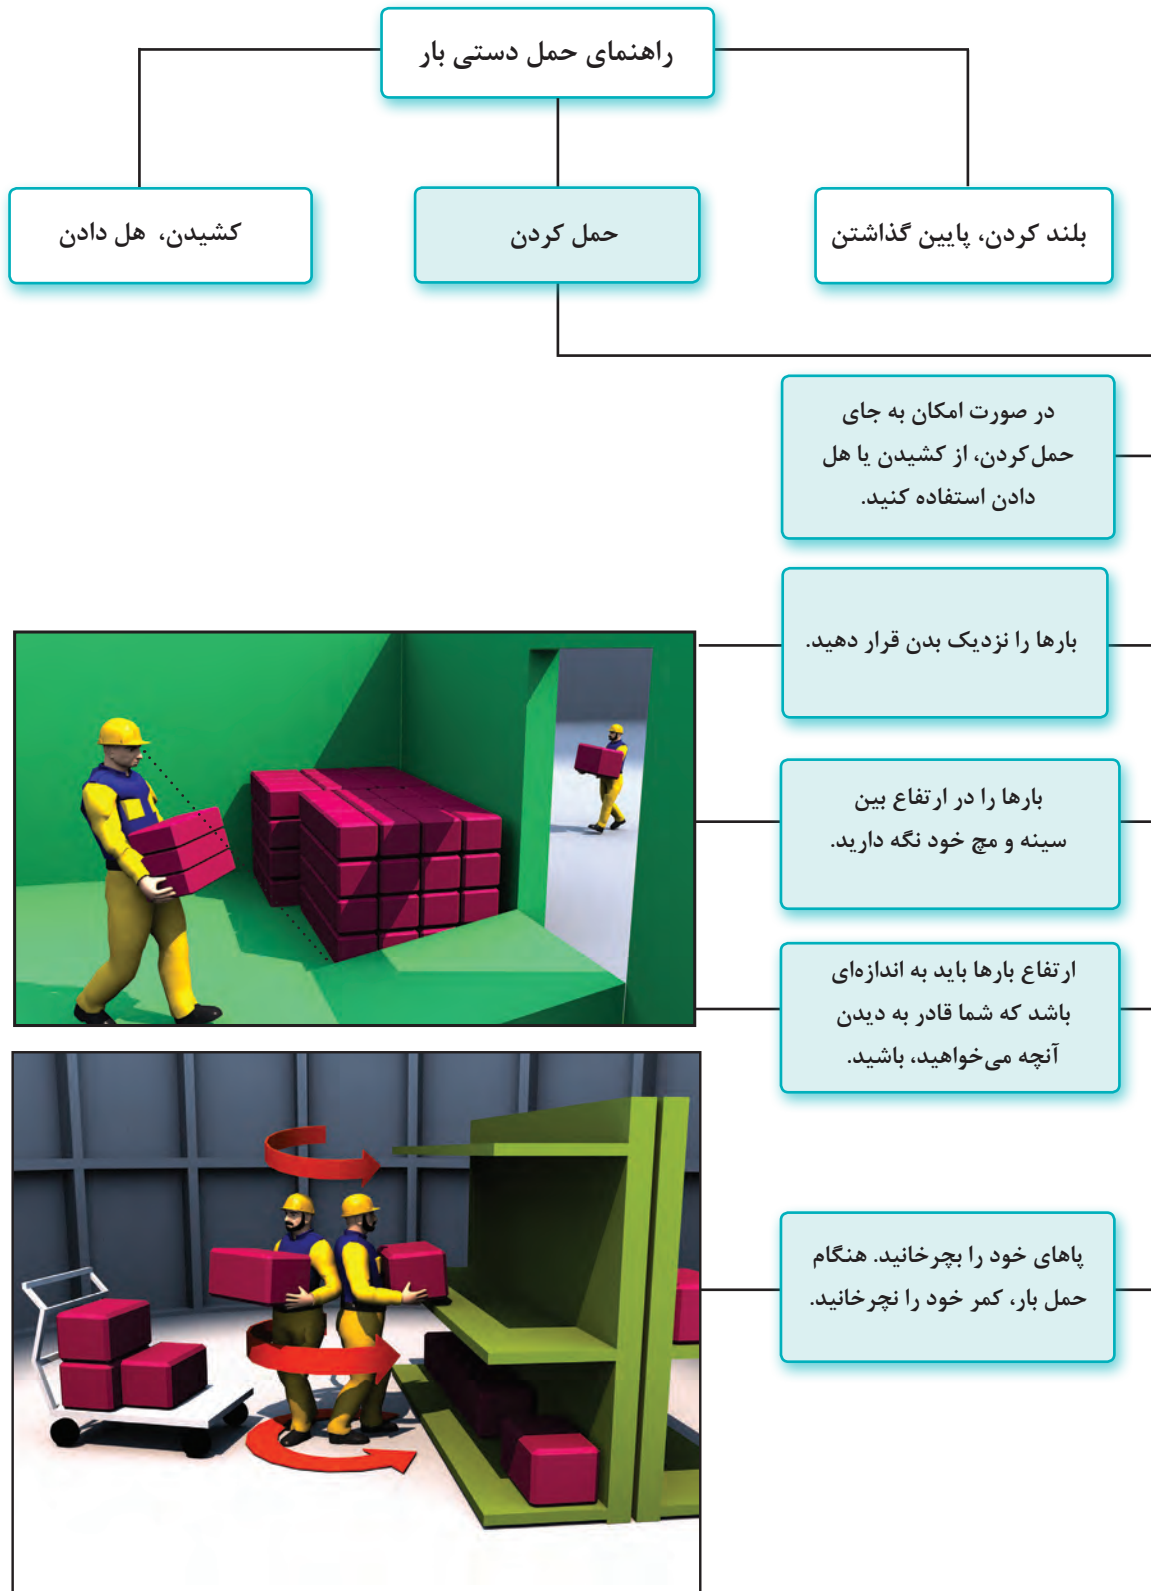 راهنمای حمل دستی بار
بلند کردن، پایین گذاشتن
حمل کردن
کشیدن، هل دادن
در صورت امکان به جای
حمل‌کردن، از کشیدن یا هل
دادن استفاده کنید.
بارها را نزدیک بدن قرار دهید.
بارها را در ارتفاع بین
سینه و مچ خود نگه دارید.
ارتفاع بارها باید به اندازه‌ای
باشد که شما قادر به دیدن
آنچه می‌خواهید، باشید.
پاهای خود را بچرخانید. هنگام
حمل بار، کمر خود را نچرخانید.